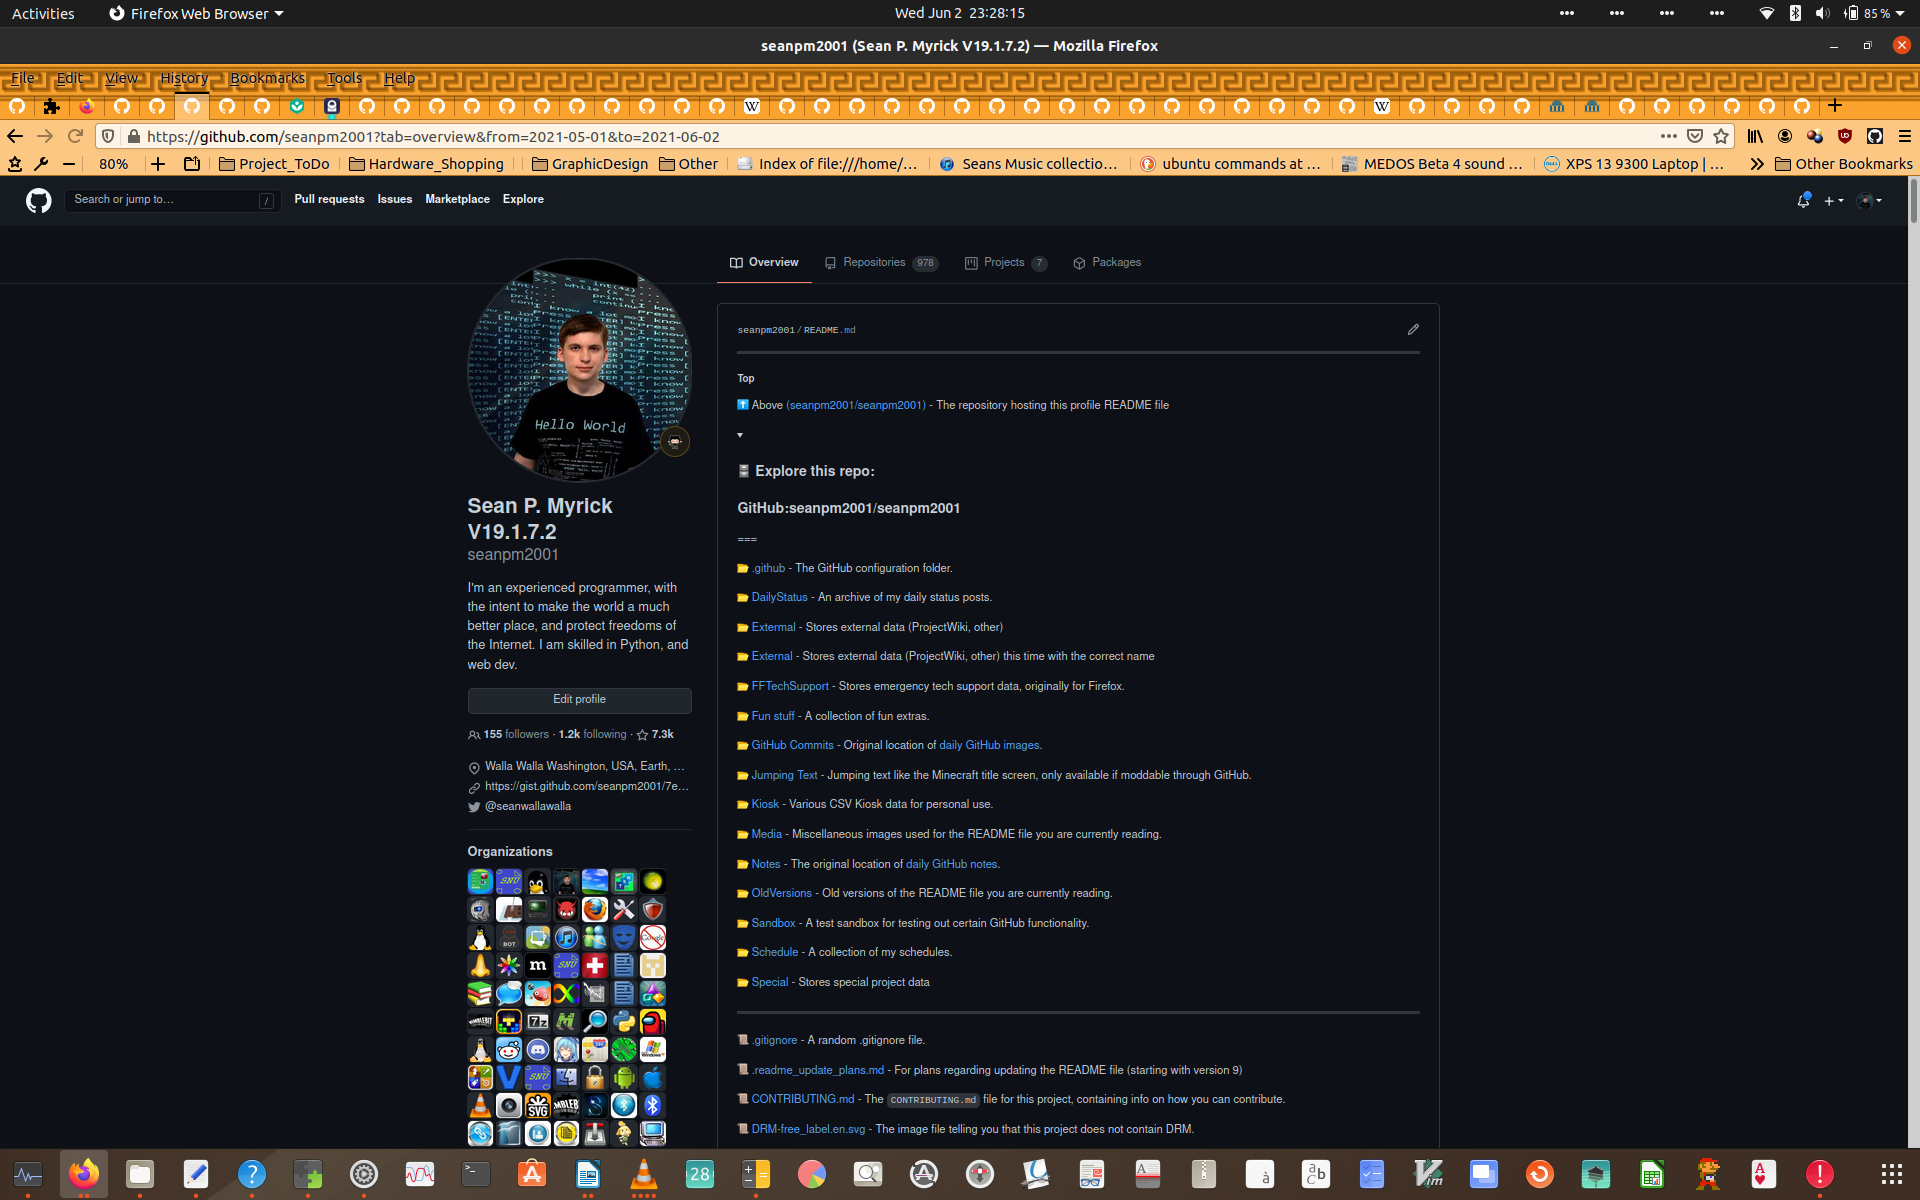 Activities
Firefox Web Browser
Wed Jun 2 23:28:15
85%
seanpm2001 (Sean P. Myrick V19.1.7.2) — Mozilla Firefox
File Edit View History Bookmarks Tools Help
https://github.com/seanpm2001?tab=overview&from=2021-05-01&to=2021-06-02
80%
Project_ToDo
Hardware_Shopping
GraphicDesign
Other
Index of file:///home/…
Seans Music collectio…
ubuntu commands at …
MEDOS Beta 4 sound …
XPS 13 9300 Laptop | …
Other Bookmarks
Search or jump to…
/
Pull requests Issues Marketplace Explore
Overview
Repositories 978
Projects 7
Packages
Hello World
Sean P. Myrick
V19.1.7.2
seanpm2001
I'm an experienced programmer, with
the intent to make the world a much
better place, and protect freedoms of
the Internet. I am skilled in Python, and
web dev.
Edit profile
155 followers · 1.2k following · 7.3k
Walla Walla Washington, USA, Earth, …
https://gist.github.com/seanpm2001/7e…
@seanwallawalla
Organizations
seanpm2001/README.md
Top
Above (seanpm2001/seanpm2001) - The repository hosting this profile README file
Explore this repo:
GitHub:seanpm2001/seanpm2001
===
.github - The GitHub configuration folder.
DailyStatus - An archive of my daily status posts.
Extermal - Stores external data (ProjectWiki, other)
External - Stores external data (ProjectWiki, other) this time with the correct name
FFTechSupport - Stores emergency tech support data, originally for Firefox.
Fun stuff - A collection of fun extras.
GitHub Commits - Original location of daily GitHub images.
Jumping Text - Jumping text like the Minecraft title screen, only available if moddable through GitHub.
Kiosk - Various CSV Kiosk data for personal use.
Media - Miscellaneous images used for the README file you are currently reading.
Notes - The original location of daily GitHub notes.
OldVersions - Old versions of the README file you are currently reading.
Sandbox - A test sandbox for testing out certain GitHub functionality.
Schedule - A collection of my schedules.
Special - Stores special project data
.gitignore - A random .gitignore file.
.readme_update_plans.md - For plans regarding updating the README file (starting with version 9)
CONTRIBUTING.md - The CONTRIBUTING.md file for this project, containing info on how you can contribute.
DRM-free_label.en.svg - The image file telling you that this project does not contain DRM.
28